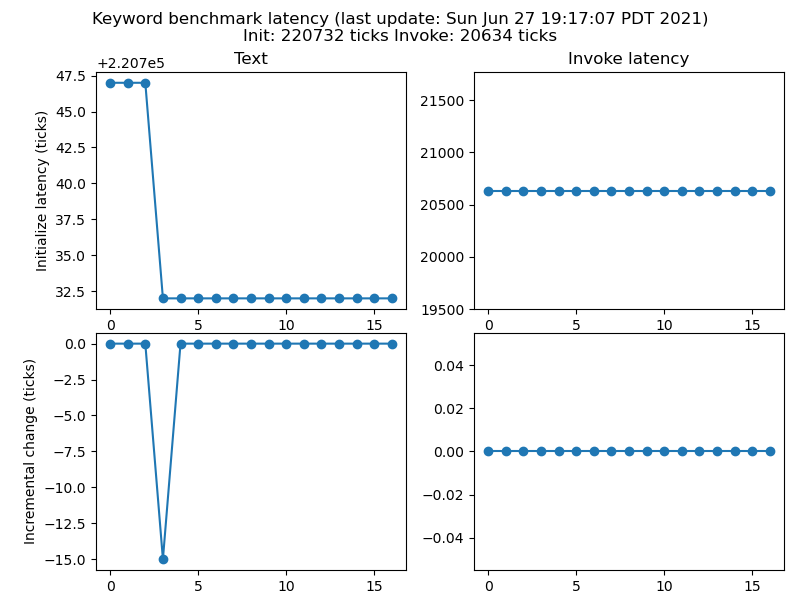 Keyword benchmark latency (last update: Sun Jun 27 19:17:07 PDT 2021)
Init: 220732 ticks Invoke: 20634 ticks
Text
+2.207e5
Initialize latency (ticks)
47.5
45.0
42.5
40.0
37.5
35.0
32.5
0 5 10 15
Invoke latency
21500
21000
20500
20000
19500
0 5 10 15
Incremental change (ticks)
0.0
−2.5
−5.0
−7.5
−10.0
−12.5
−15.0
0 5 10 15
0.04
0.02
0.00
−0.02
−0.04
0 5 10 15